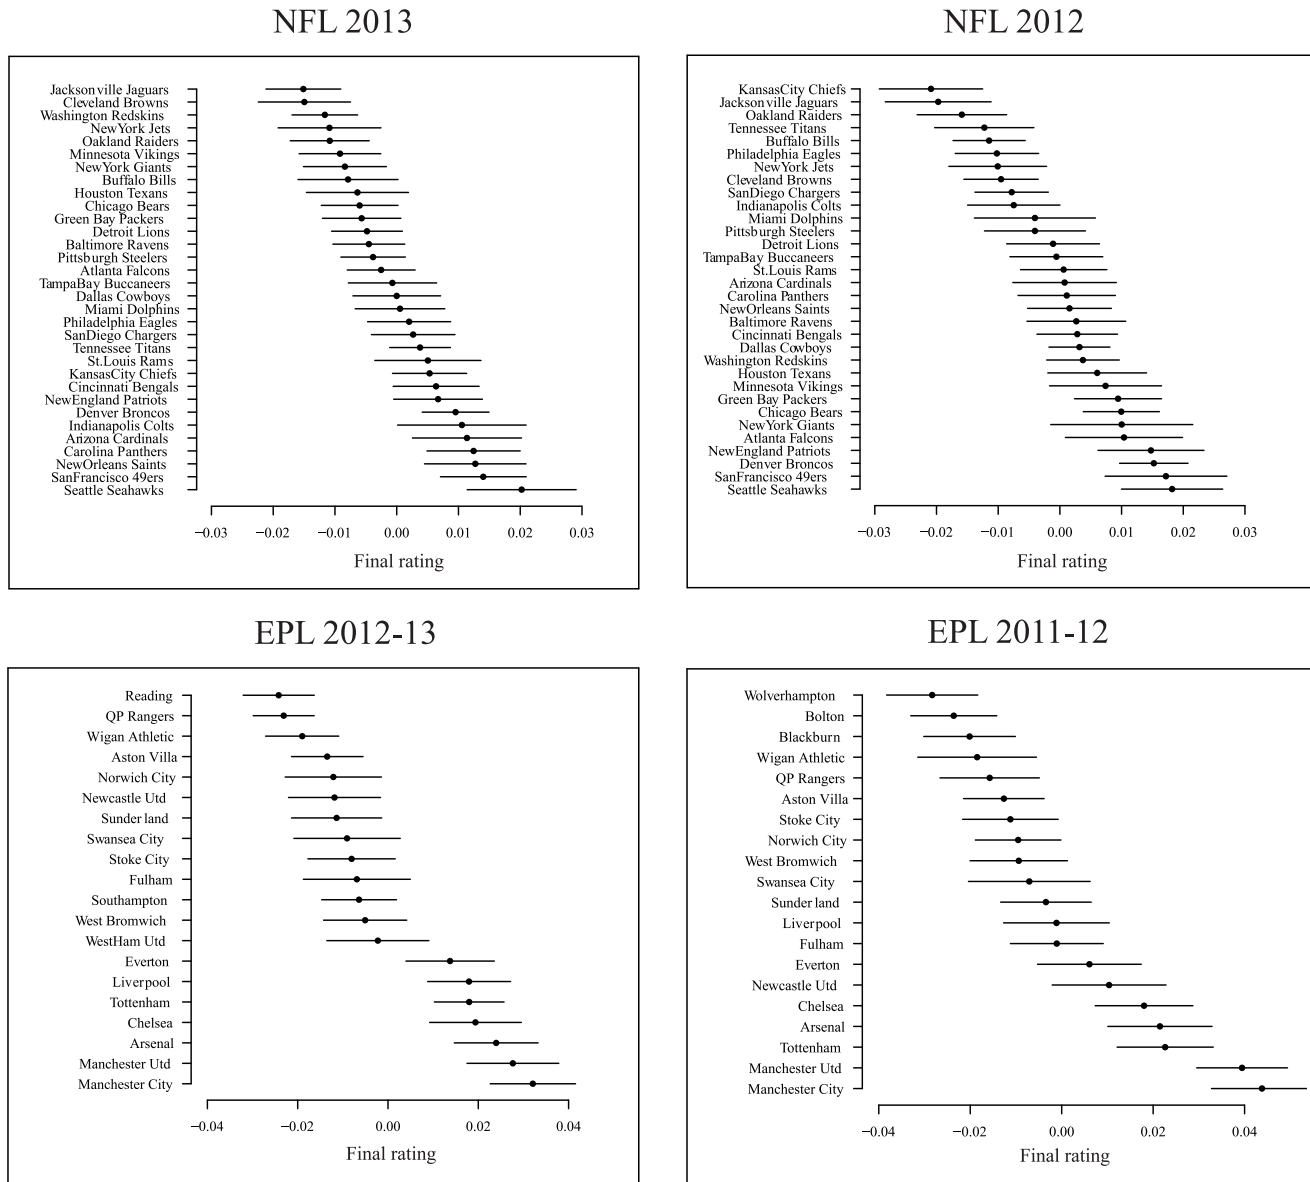 NFL 2013
Jacksonville Jaguars
Cleveland Browns
Washington Redskins
NewYork Jets
Oakland Raiders
Minnesota Vikings
NewYork Giants
Buffalo Bills
Houston Texans
Chicago Bears
Green Bay Packers
Detroit Lions
Baltimore Ravens
Pittsburgh Steelers
Atlanta Falcons
TampaBay Buccaneers
Dallas Cowboys
Miami Dolphins
Philadelphia Eagles
SanDiego Chargers
Tennessee Titans
St.Louis Rams
KansasCity Chiefs
Cincinnati Bengals
NewEngland Patriots
Denver Broncos
Indianapolis Colts
Arizona Cardinals
Carolina Panthers
NewOrleans Saints
SanFrancisco 49ers
Seattle Seahawks
−0.03 −0.02 −0.01 0.00 0.01 0.02 0.03
Final rating
NFL 2012
KansasCity Chiefs
Jacksonville Jaguars
Oakland Raiders
Tennessee Titans
Buffalo Bills
Philadelphia Eagles
NewYork Jets
Cleveland Browns
SanDiego Chargers
Indianapolis Colts
Miami Dolphins
Pittsburgh Steelers
Detroit Lions
TampaBay Buccaneers
St.Louis Rams
Arizona Cardinals
Carolina Panthers
NewOrleans Saints
Baltimore Ravens
Cincinnati Bengals
Dallas Cowboys
Washington Redskins
Houston Texans
Minnesota Vikings
Green Bay Packers
Chicago Bears
NewYork Giants
Atlanta Falcons
NewEngland Patriots
Denver Broncos
SanFrancisco 49ers
Seattle Seahawks
−0.03 −0.02 −0.01 0.00 0.01 0.02 0.03
Final rating
EPL 2012-13
Reading
QP Rangers
Wigan Athletic
Aston Villa
Norwich City
Newcastle Utd
Sunderland
Swansea City
Stoke City
Fulham
Southampton
West Bromwich
WestHam Utd
Everton
Liverpool
Tottenham
Chelsea
Arsenal
Manchester Utd
Manchester City
−0.04 −0.02 0.00 0.02 0.04
Final rating
EPL 2011-12
Wolverhampton
Bolton
Blackburn
Wigan Athletic
QP Rangers
Aston Villa
Stoke City
Norwich City
West Bromwich
Swansea City
Sunderland
Liverpool
Fulham
Everton
Newcastle Utd
Chelsea
Arsenal
Tottenham
Manchester Utd
Manchester City
−0.04 −0.02 0.00 0.02 0.04
Final rating